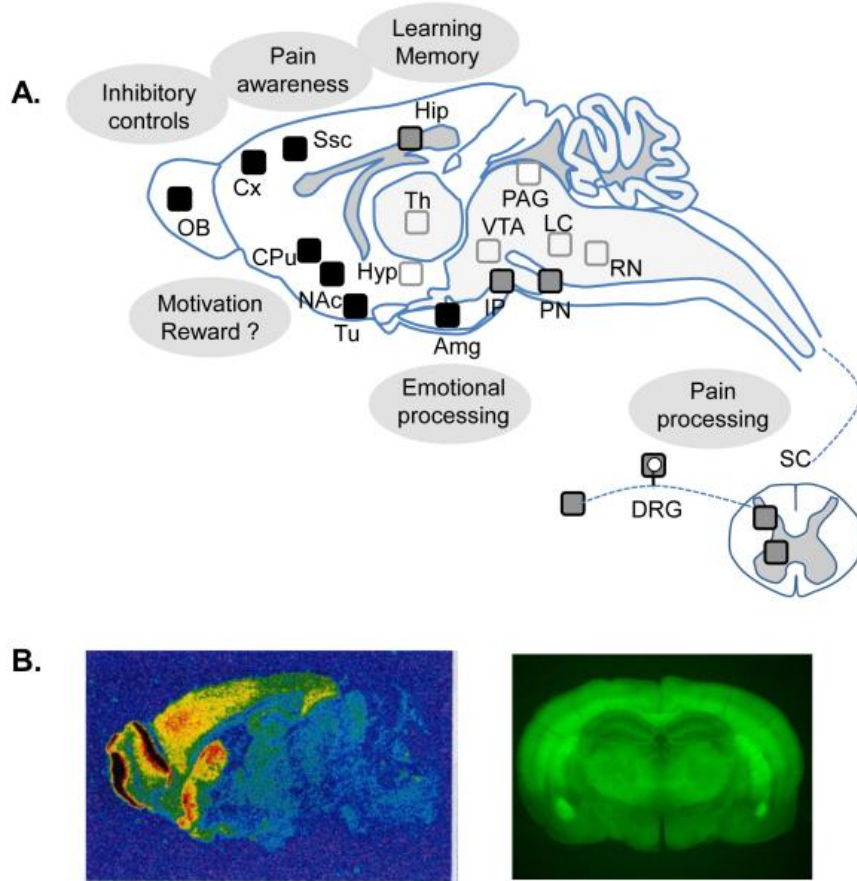 Learning
Memory
Pain
awareness
A.
Inhibitory
controls
Hip
Ssc
Cx
OB
Th
PAG
VTA
LC
CPu
Hyp
RN
NAc
IP
PN
Motivation
Reward ?
Tu
Amg
Emotional
processing
Pain
processing
SC
DRG
B.